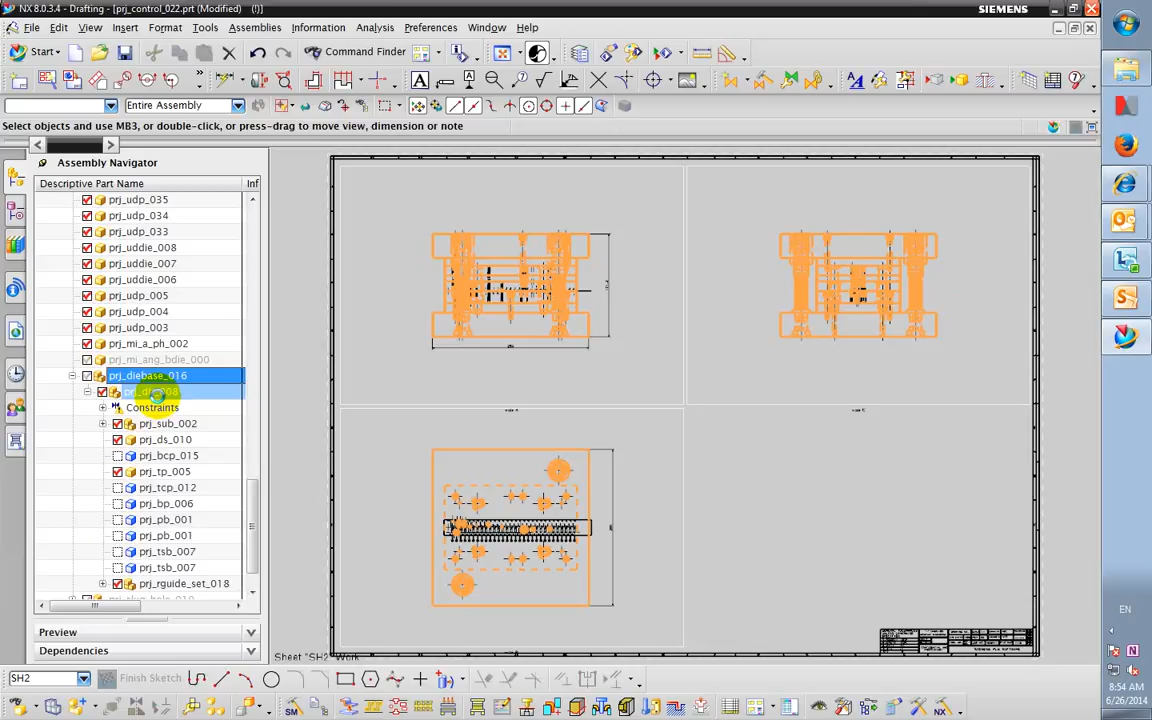 NX 8.0.3.4 - Drafting - [prj_control_022.prt (Modified) (!)]
SIEMENS
File Edit View Insert Format Tools Assemblies Information Analysis Preferences Window Help
Start
Command Finder
Entire Assembly
Select objects and use MB3, or double-click, or press-drag to move view, dimension or note
Assembly Navigator
Descriptive Part Name Inf
prj_udp_035
prj_udp_034
prj_udp_033
prj_uddie_008
prj_uddie_007
prj_uddie_006
prj_udp_005
prj_udp_004
prj_udp_003
prj_mi_a_ph_002
prj_mi_ang_bdie_000
prj_diebase_016
Constraints
prj_sub_002
prj_ds_010
prj_bcp_015
prj_tp_005
prj_tcp_012
prj_bp_006
prj_pb_001
prj_pb_001
prj_tsb_007
prj_tsb_007
prj_rguide_set_018
Preview
Dependencies
Sheet "SH2" Work
SH2
Finish Sketch
EN
8:54 AM
6/26/2014